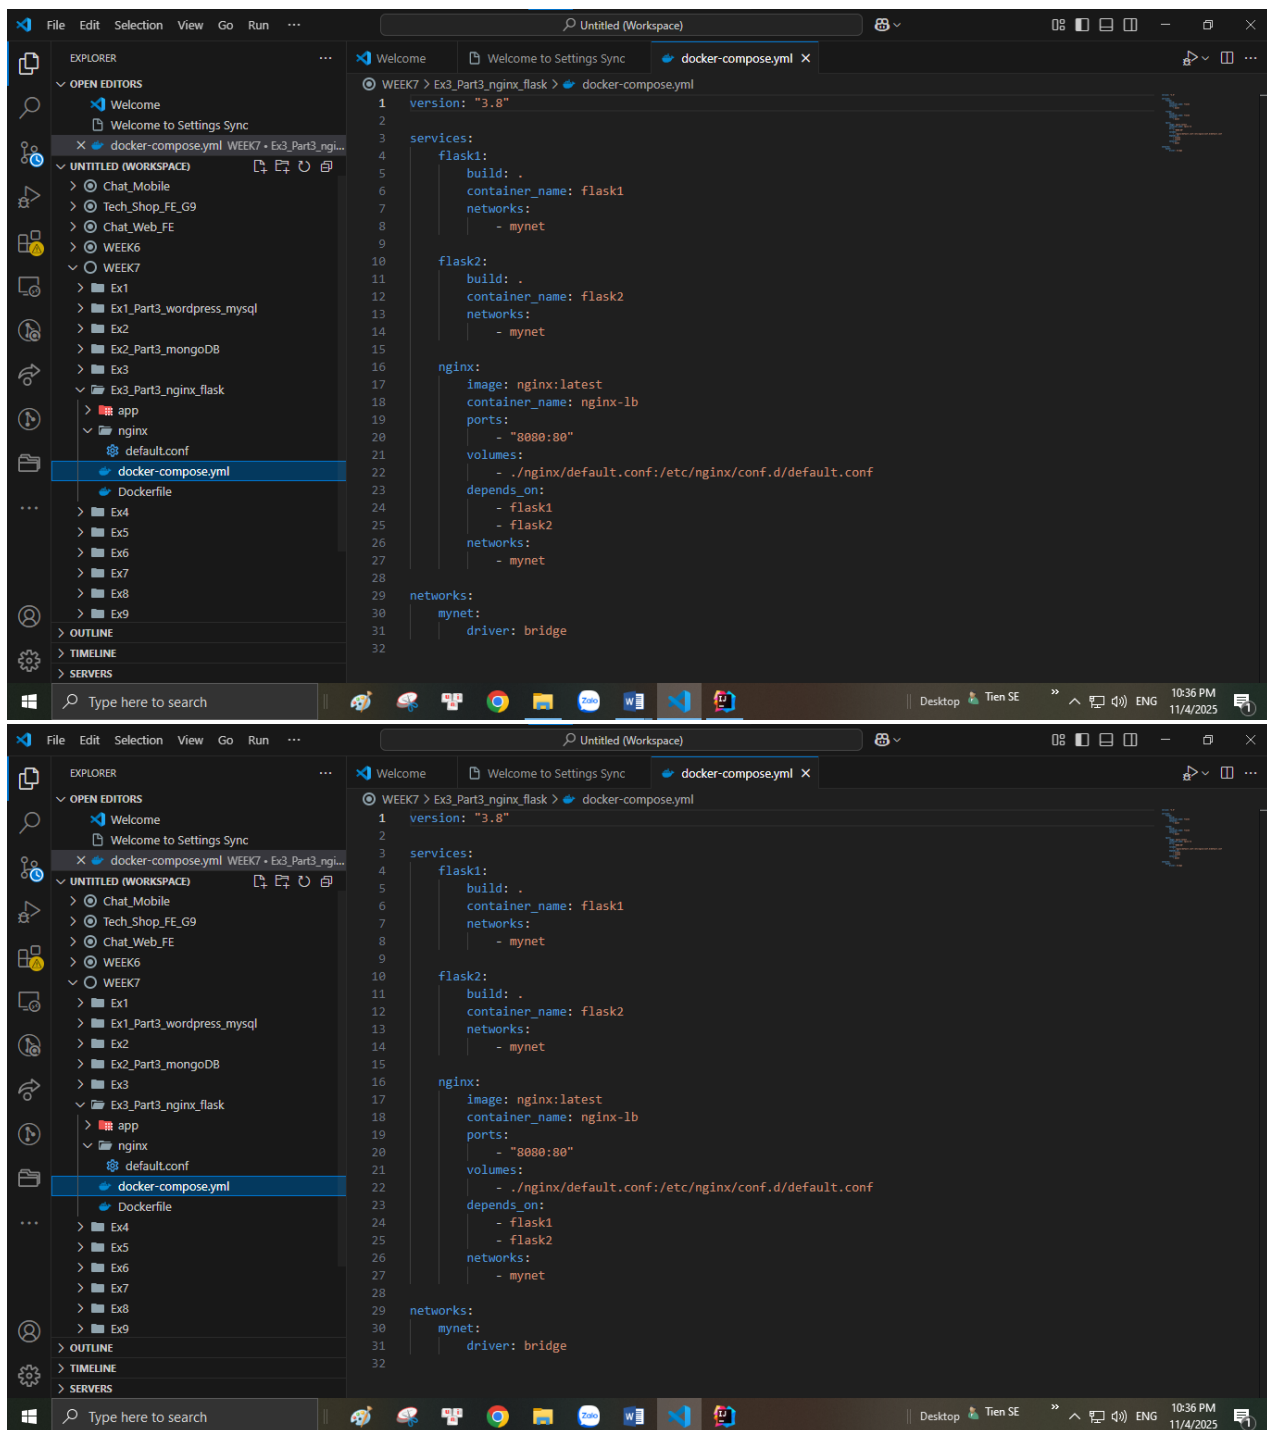 File Edit Selection View Go Run ···
Untitled (Workspace)
EXPLORER
OPEN EDITORS
Welcome
Welcome to Settings Sync
docker-compose.yml WEEK7 • Ex3_Part3_ngi...
UNTITLED (WORKSPACE)
Chat_Mobile
Tech_Shop_FE_G9
Chat_Web_FE
WEEK6
WEEK7
Ex1
Ex1_Part3_wordpress_mysql
Ex2
Ex2_Part3_mongoDB
Ex3
Ex3_Part3_nginx_flask
app
nginx
default.conf
docker-compose.yml
Dockerfile
Ex4
Ex5
Ex6
Ex7
Ex8
Ex9
OUTLINE
TIMELINE
SERVERS
Welcome Welcome to Settings Sync docker-compose.yml
WEEK7 > Ex3_Part3_nginx_flask > docker-compose.yml
1 version: "3.8"
2
3 services:
4 flask1:
5 build: .
6 container_name: flask1
7 networks:
8 - mynet
9
10 flask2:
11 build: .
12 container_name: flask2
13 networks:
14 - mynet
15
16 nginx:
17 image: nginx:latest
18 container_name: nginx-lb
19 ports:
20 - "8080:80"
21 volumes:
22 - ./nginx/default.conf:/etc/nginx/conf.d/default.conf
23 depends_on:
24 - flask1
25 - flask2
26 networks:
27 - mynet
28
29 networks:
30 mynet:
31 driver: bridge
32
Type here to search
Zalo
Desktop Tien SE ENG 10:36 PM
11/4/2025
1
File Edit Selection View Go Run ···
Untitled (Workspace)
EXPLORER
OPEN EDITORS
Welcome
Welcome to Settings Sync
docker-compose.yml WEEK7 • Ex3_Part3_ngi...
UNTITLED (WORKSPACE)
Chat_Mobile
Tech_Shop_FE_G9
Chat_Web_FE
WEEK6
WEEK7
Ex1
Ex1_Part3_wordpress_mysql
Ex2
Ex2_Part3_mongoDB
Ex3
Ex3_Part3_nginx_flask
app
nginx
default.conf
docker-compose.yml
Dockerfile
Ex4
Ex5
Ex6
Ex7
Ex8
Ex9
OUTLINE
TIMELINE
SERVERS
Welcome Welcome to Settings Sync docker-compose.yml
WEEK7 > Ex3_Part3_nginx_flask > docker-compose.yml
1 version: "3.8"
2
3 services:
4 flask1:
5 build: .
6 container_name: flask1
7 networks:
8 - mynet
9
10 flask2:
11 build: .
12 container_name: flask2
13 networks:
14 - mynet
15
16 nginx:
17 image: nginx:latest
18 container_name: nginx-lb
19 ports:
20 - "8080:80"
21 volumes:
22 - ./nginx/default.conf:/etc/nginx/conf.d/default.conf
23 depends_on:
24 - flask1
25 - flask2
26 networks:
27 - mynet
28
29 networks:
30 mynet:
31 driver: bridge
32
Type here to search
Zalo
Desktop Tien SE ENG 10:36 PM
11/4/2025
1